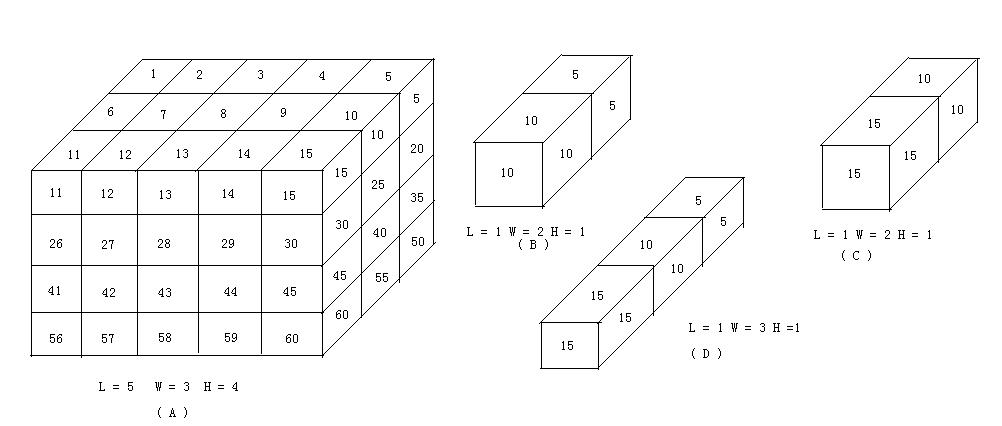 1 2 3 4 5
6 7 8 9 10
11 12 13 14 15
11 12 13 14 15
26 27 28 29 30
41 42 43 44 45
56 57 58 59 60
5
10 20
15 25 35
30 40 50
45 55
60
L = 5 W = 3 H = 4
( A )
5
10 5
10 10
L = 1 W = 2 H = 1
( B )
10
15 10
15 15
L = 1 W = 2 H = 1
( C )
5
10 5
15 10
15 15
L = 1 W = 3 H =1
( D )